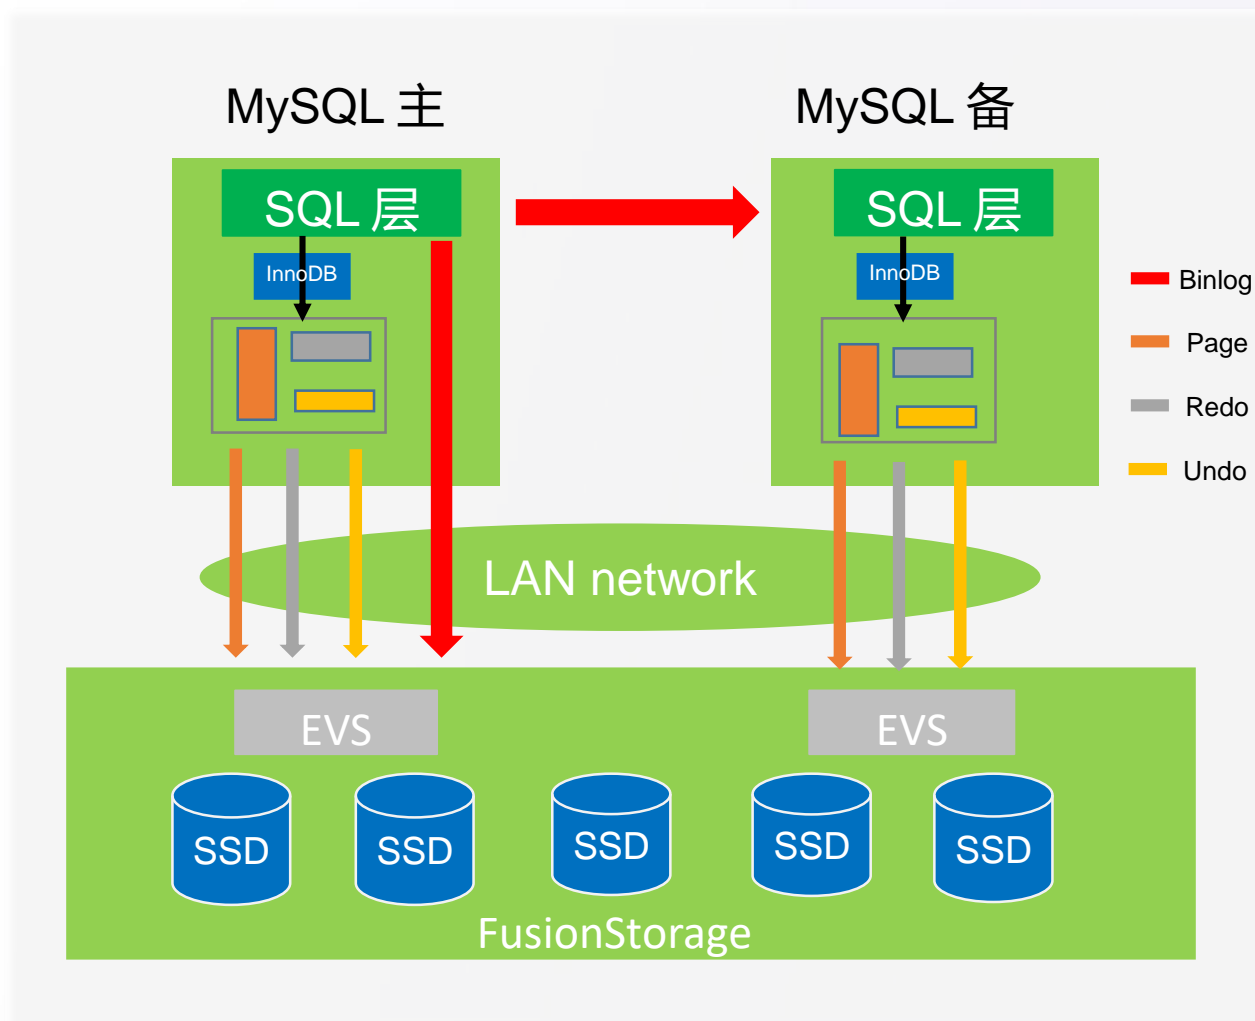 MySQL 主
MySQL 备
SQL 层
SQL 层
InnoDB
InnoDB
Binlog
Page
Redo
Undo
LAN network
EVS
EVS
SSD
SSD
SSD
SSD
SSD
FusionStorage